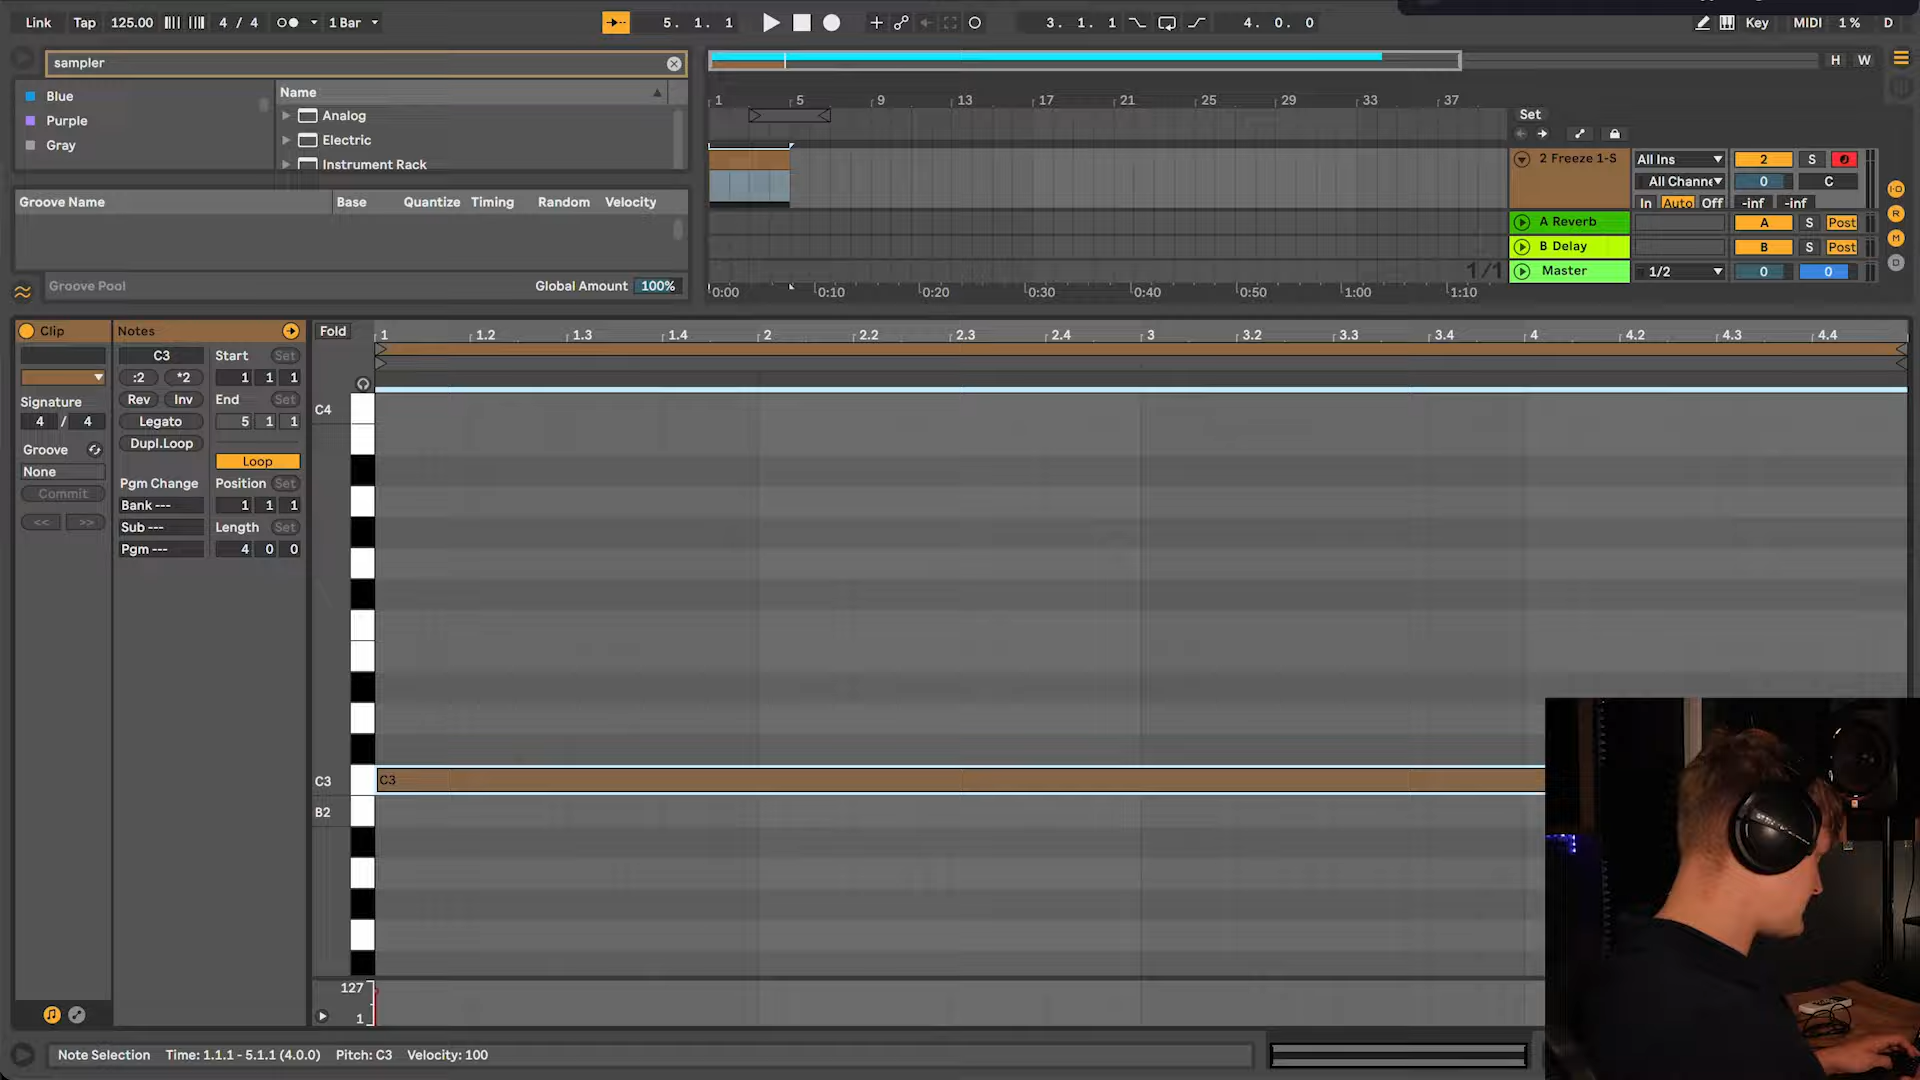 Link Tap 125.00 4 / 4 1 Bar 5. 1. 1 3. 1. 1 4. 0. 0 Key MIDI 1 % D
sampler
H W
Blue
Purple
Gray
Name
Analog
Electric
Instrument Rack
1 5 9 13 17 21 25 29 33 37
Set
2 Freeze 1-S All Ins 2 S
All Channe 0 C
In Auto Off -inf -inf
A Reverb A S Post
B Delay B S Post
Master 1/2 0 0
1/1
0:00 0:10 0:20 0:30 0:40 0:50 1:00 1:10
I·O
R
M
D
Groove Name Base Quantize Timing Random Velocity
Groove Pool Global Amount 100%
Clip
Signature
4 / 4
Groove
None
Commit
<< >>
Notes
C3
:2 *2
Rev Inv
Legato
Dupl.Loop
Pgm Change
Bank ---
Sub ---
Pgm ---
Start Set
1 1 1
End Set
5 1 1
Loop
Position Set
1 1 1
Length Set
4 0 0
Fold
1 1.2 1.3 1.4 2 2.2 2.3 2.4 3 3.2 3.3 3.4 4 4.2 4.3 4.4
C4
C3 C3
B2
127
1
Note Selection Time: 1.1.1 - 5.1.1 (4.0.0) Pitch: C3 Velocity: 100